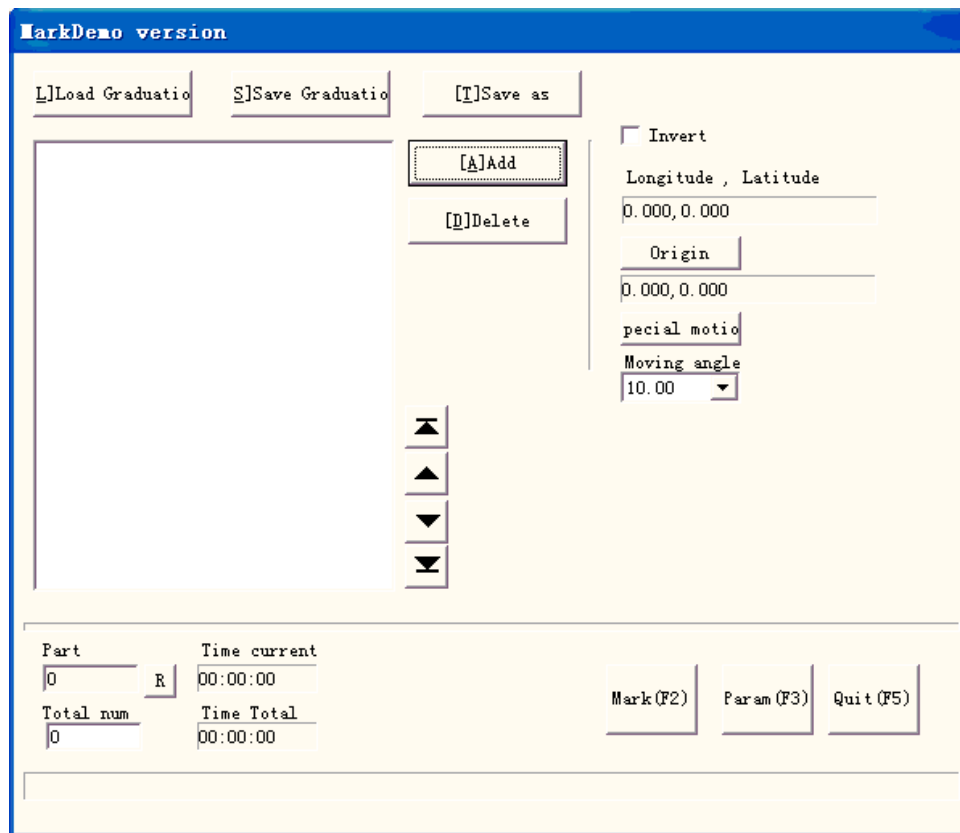 MarkDemo version
L]Load Graduatio
S]Save Graduatio
[T]Save as
Invert
[A]Add
Longitude , Latitude
[D]Delete
0.000,0.000
Origin
0.000,0.000
pecial motio
Moving angle
10.00
Part
Time current
0
R
00:00:00
Total num
Time Total
0
00:00:00
Mark(F2)
Param(F3)
Quit(F5)